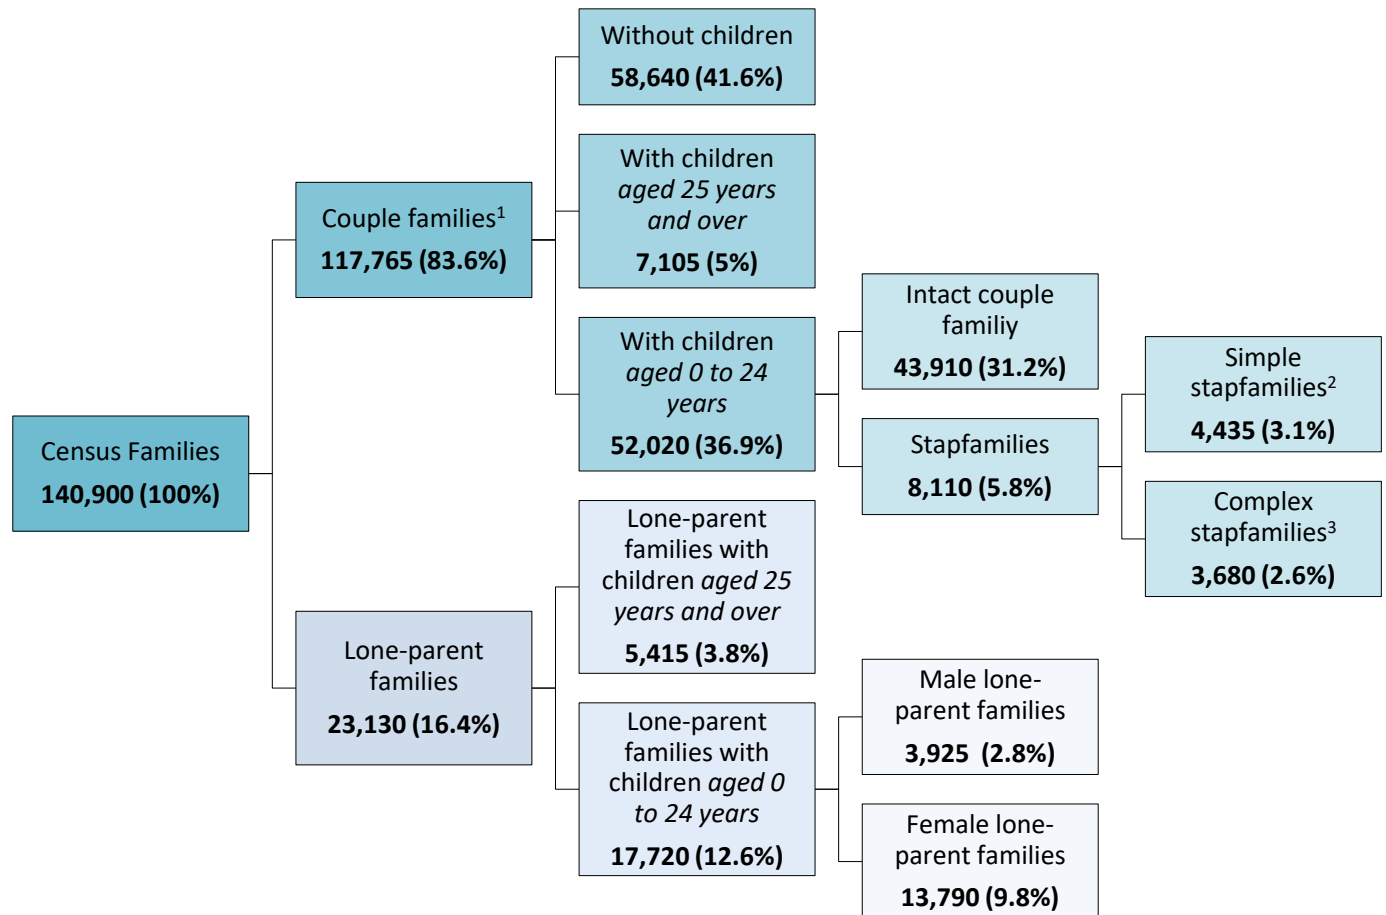 Without children
58,640 (41.6%)
With children
aged 25 years
and over
7,105 (5%)
Couple families¹
117,765 (83.6%)
With children
aged 0 to 24
years
52,020 (36.9%)
Intact couple
familiy
43,910 (31.2%)
Simple
stapfamilies²
4,435 (3.1%)
Stapfamilies
8,110 (5.8%)
Complex
stapfamilies³
3,680 (2.6%)
Census Families
140,900 (100%)
Lone-parent
families with
children aged 25
years and over
5,415 (3.8%)
Lone-parent
families
23,130 (16.4%)
Lone-parent
families with
children aged 0
to 24 years
17,720 (12.6%)
Male lone-
parent families
3,925 (2.8%)
Female lone-
parent families
13,790 (9.8%)